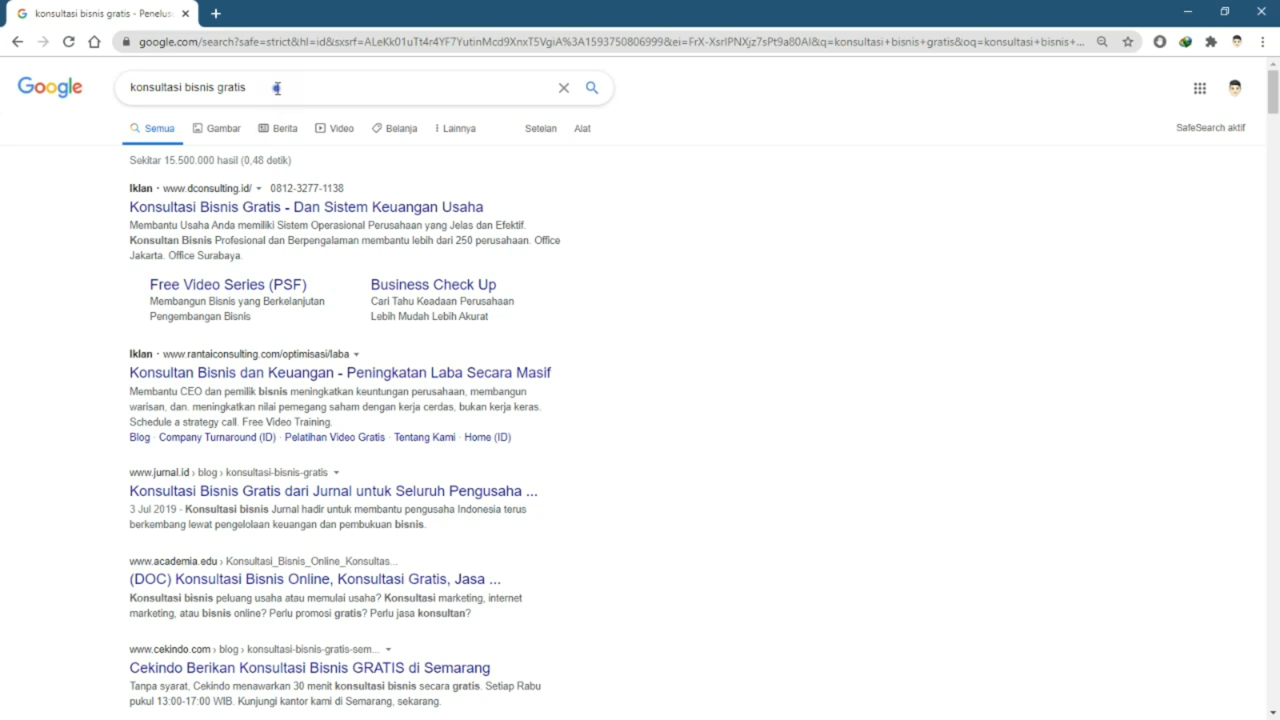 konsultasi bisnis gratis - Penelus
google.com/search?safe=strict&hl=id&sxsrf=ALeKk01uTt4r4YF7YutinMcd9XnxT5VgiA%3A1593750806999&ei=FrX-XsrIPNXjz7sPt9a80AI&q=konsultasi+bisnis+gratis&oq=konsultasi+bisnis+...
Google
konsultasi bisnis gratis
Semua Gambar Berita Video Belanja Lainnya Setelan Alat SafeSearch aktif
Sekitar 15.500.000 hasil (0,48 detik)
Iklan · www.dconsulting.id/ 0812-3277-1138
Konsultasi Bisnis Gratis - Dan Sistem Keuangan Usaha
Membantu Usaha Anda memiliki Sistem Operasional Perusahaan yang Jelas dan Efektif.
Konsultan Bisnis Profesional dan Berpengalaman membantu lebih dari 250 perusahaan. Office
Jakarta. Office Surabaya.
Free Video Series (PSF)
Membangun Bisnis yang Berkelanjutan
Pengembangan Bisnis
Business Check Up
Cari Tahu Keadaan Perusahaan
Lebih Mudah Lebih Akurat
Iklan · www.rantaiconsulting.com/optimisasi/laba
Konsultan Bisnis dan Keuangan - Peningkatan Laba Secara Masif
Membantu CEO dan pemilik bisnis meningkatkan keuntungan perusahaan, membangun
warisan, dan. meningkatkan nilai pemegang saham dengan kerja cerdas, bukan kerja keras.
Schedule a strategy call. Free Video Training.
Blog · Company Turnaround (ID) · Pelatihan Video Gratis · Tentang Kami · Home (ID)
www.jurnal.id › blog › konsultasi-bisnis-gratis
Konsultasi Bisnis Gratis dari Jurnal untuk Seluruh Pengusaha ...
3 Jul 2019 - Konsultasi bisnis Jurnal hadir untuk membantu pengusaha Indonesia terus
berkembang lewat pengelolaan keuangan dan pembukuan bisnis.
www.academia.edu › Konsultasi_Bisnis_Online_Konsultas...
(DOC) Konsultasi Bisnis Online, Konsultasi Gratis, Jasa ...
Konsultasi bisnis peluang usaha atau memulai usaha? Konsultasi marketing, internet
marketing, atau bisnis online? Perlu promosi gratis? Perlu jasa konsultan?
www.cekindo.com › blog › konsultasi-bisnis-gratis-sem...
Cekindo Berikan Konsultasi Bisnis GRATIS di Semarang
Tanpa syarat, Cekindo menawarkan 30 menit konsultasi bisnis secara gratis. Setiap Rabu
pukul 13:00-17:00 WIB. Kunjungi kantor kami di Semarang, sekarang.